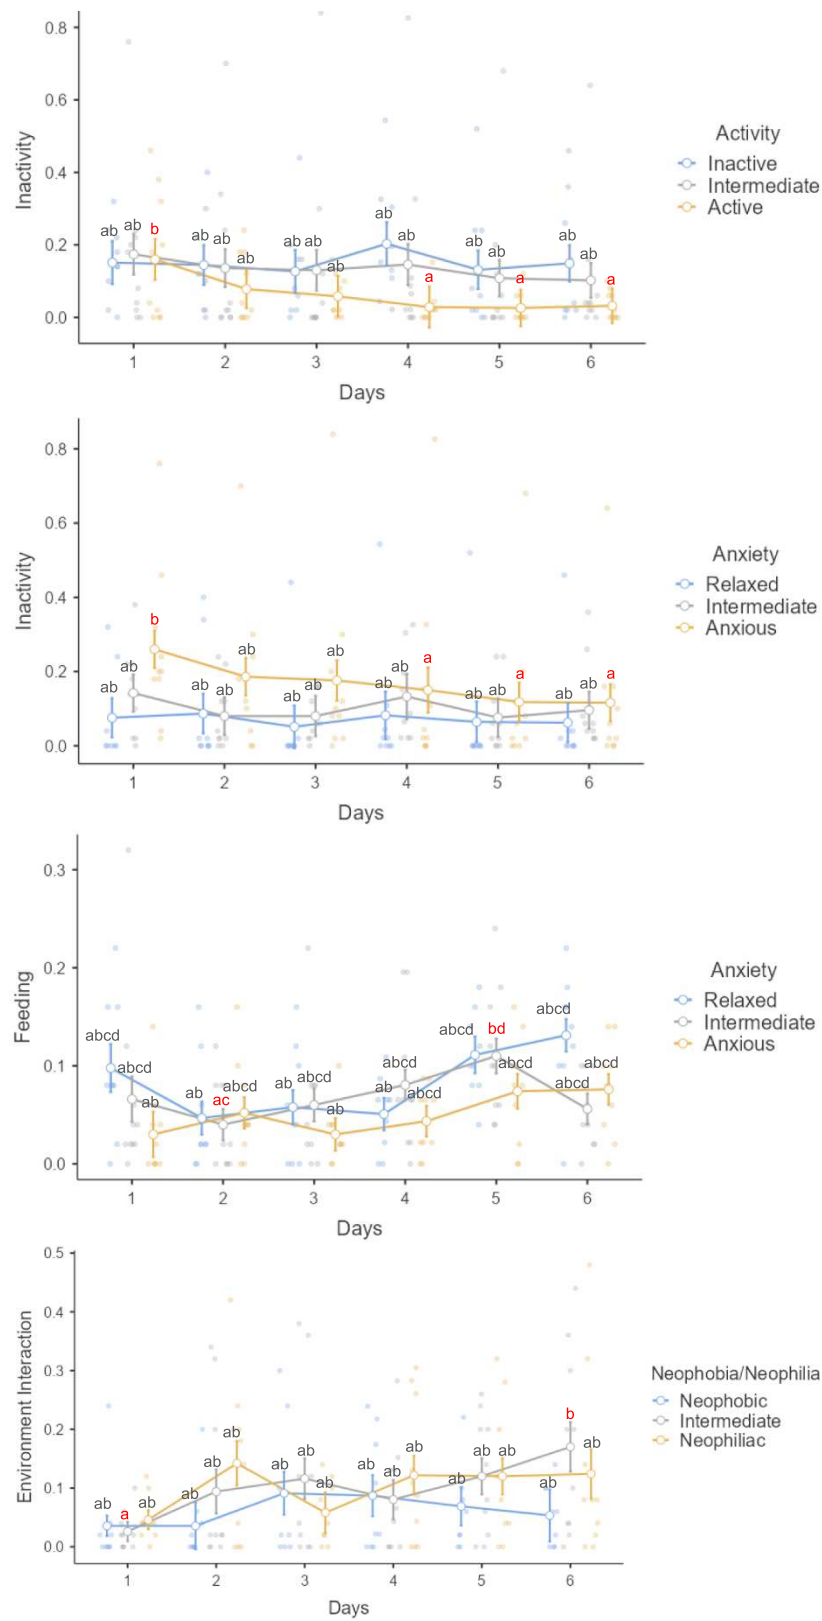 0.8
0.6
0.4
0.2
0.0
Inactivity
ab
ab
b
ab
ab
ab
ab
ab
ab
ab
ab
a
ab
ab
a
ab
ab
a
1 2 3 4 5 6
Days
Activity
Inactive
Intermediate
Active
0.8
0.6
0.4
0.2
0.0
Inactivity
ab
ab
b
ab
ab
ab
ab
ab
ab
ab
ab
a
ab
ab
a
ab
ab
a
1 2 3 4 5 6
Days
Anxiety
Relaxed
Intermediate
Anxious
0.3
0.2
0.1
0.0
Feeding
abcd
abcd
ab
ab
ac
abcd
ab
abcd
ab
ab
abcd
abcd
abcd
bd
abcd
abcd
abcd
abcd
1 2 3 4 5 6
Days
Anxiety
Relaxed
Intermediate
Anxious
0.5
0.4
0.3
0.2
0.1
0.0
Environment Interaction
ab
a
ab
ab
ab
ab
ab
ab
ab
ab
ab
ab
ab
ab
ab
ab
b
ab
1 2 3 4 5 6
Days
Neophobia/Neophilia
Neophobic
Intermediate
Neophiliac